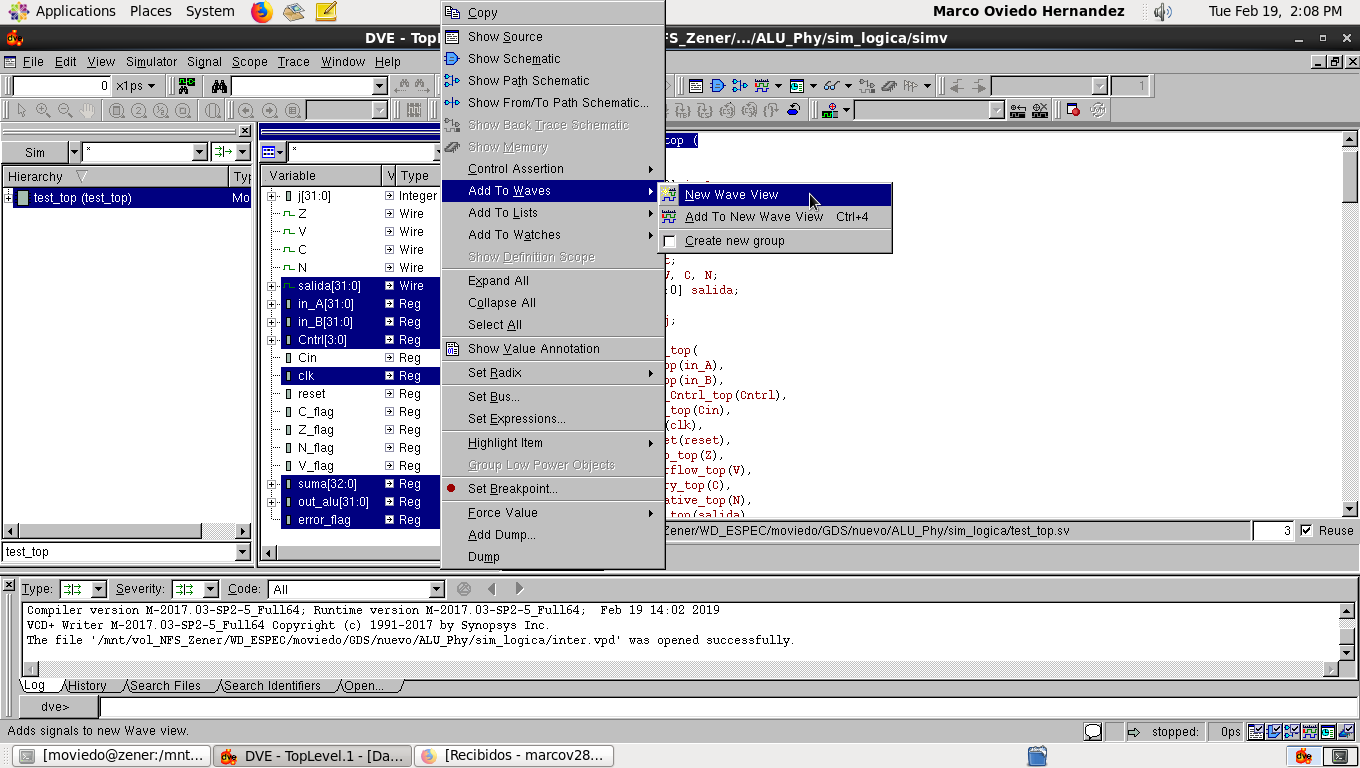 Applications Places System Marco Oviedo Hernandez Tue Feb 19, 2:08 PM
DVE - TopL FS_Zener/.../ALU_Phy/sim_logica/simv
File Edit View Simulator Signal Scope Trace Window Help
0 x1ps
1
Sim * *
Hierarchy Typ
test_top (test_top) Mo
test_top
Variable V Type
j[31:0] Integer
Z Wire
V Wire
C Wire
N Wire
salida[31:0] Wire
in_A[31:0] Reg
in_B[31:0] Reg
Cntrl[3:0] Reg
Cin Reg
clk Reg
reset Reg
C_flag Reg
Z_flag Reg
N_flag Reg
V_flag Reg
suma[32:0] Reg
out_alu[31:0] Reg
error_flag Reg
Copy
Show Source
Show Schematic
Show Path Schematic
Show From/To Path Schematic...
Show Back Trace Schematic
Show Memory
Control Assertion
Add To Waves
Add To Lists
Add To Watches
Show Definition Scope
Expand All
Collapse All
Select All
Show Value Annotation
Set Radix
Set Bus...
Set Expressions...
Highlight Item
Group Low Power Objects
Set Breakpoint...
Force Value
Add Dump...
Dump
New Wave View
Add To New Wave View Ctrl+4
Create new group
top (
t;
V, C, N;
:0] salida;
j;
_top(
p(in_A),
p(in_B),
_Cntrl_top(Cntrl),
_top(Cin),
(clk),
et(reset),
o_top(Z),
rflow_top(V),
ry_top(C),
ative_top(N),
_top(salida)
Zener/WD_ESPEC/moviedo/GDS/nuevo/ALU_Phy/sim_logica/test_top.sv 3 Reuse
Type: Severity: Code: All
Compiler version M-2017.03-SP2-5_Full64; Runtime version M-2017.03-SP2-5_Full64; Feb 19 14:02 2019
VCD+ Writer M-2017.03-SP2-5_Full64 Copyright (c) 1991-2017 by Synopsys Inc.
The file '/mnt/vol_NFS_Zener/WD_ESPEC/moviedo/GDS/nuevo/ALU_Phy/sim_logica/inter.vpd' was opened successfully.
Log History Search Files Search Identifiers Open...
dve>
Adds signals to new Wave view. stopped: 0ps
[moviedo@zener:/mnt... DVE - TopLevel.1 - [Da... [Recibidos - marcov28...